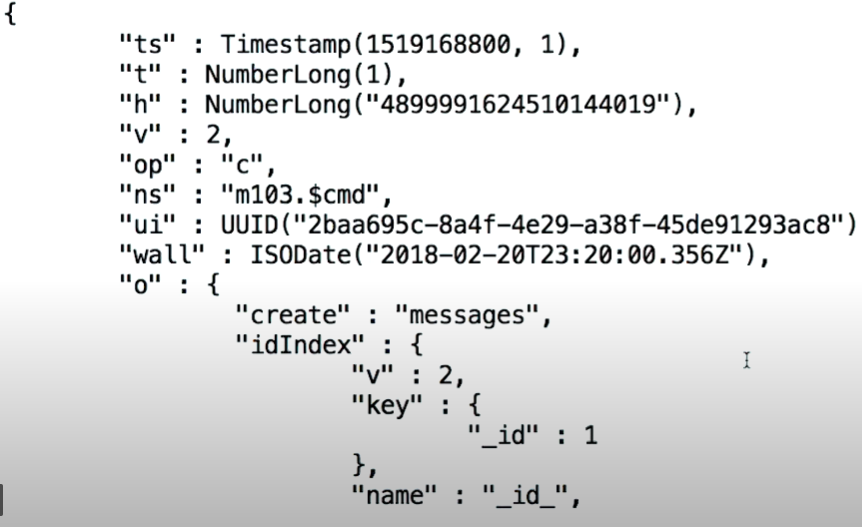 {
"ts" : Timestamp(1519168800, 1),
"t" : NumberLong(1),
"h" : NumberLong("4899991624510144019"),
"v" : 2,
"op" : "c",
"ns" : "m103.$cmd",
"ui" : UUID("2baa695c-8a4f-4e29-a38f-45de91293ac8")
"wall" : ISODate("2018-02-20T23:20:00.356Z"),
"o" : {
"create" : "messages",
"idIndex" : {
"v" : 2,
"key" : {
"_id" : 1
},
"name" : "_id_",